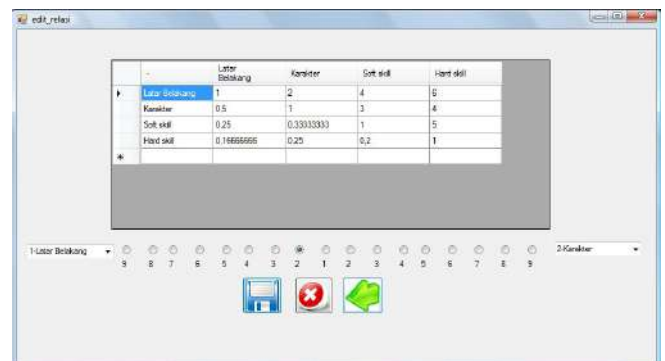 edit_relasi
- Latar Belakang Karakter Soft skill Hard skill
Latar Belakang 1 2 4 6
Karakter 0.5 1 3 4
Soft skill 0.25 0.33333333 1 5
Hard skill 0.16666666 0.25 0,2 1
1-Latar Belakang 2-Karakter
9 8 7 6 5 4 3 2 1 2 3 4 5 6 7 8 9